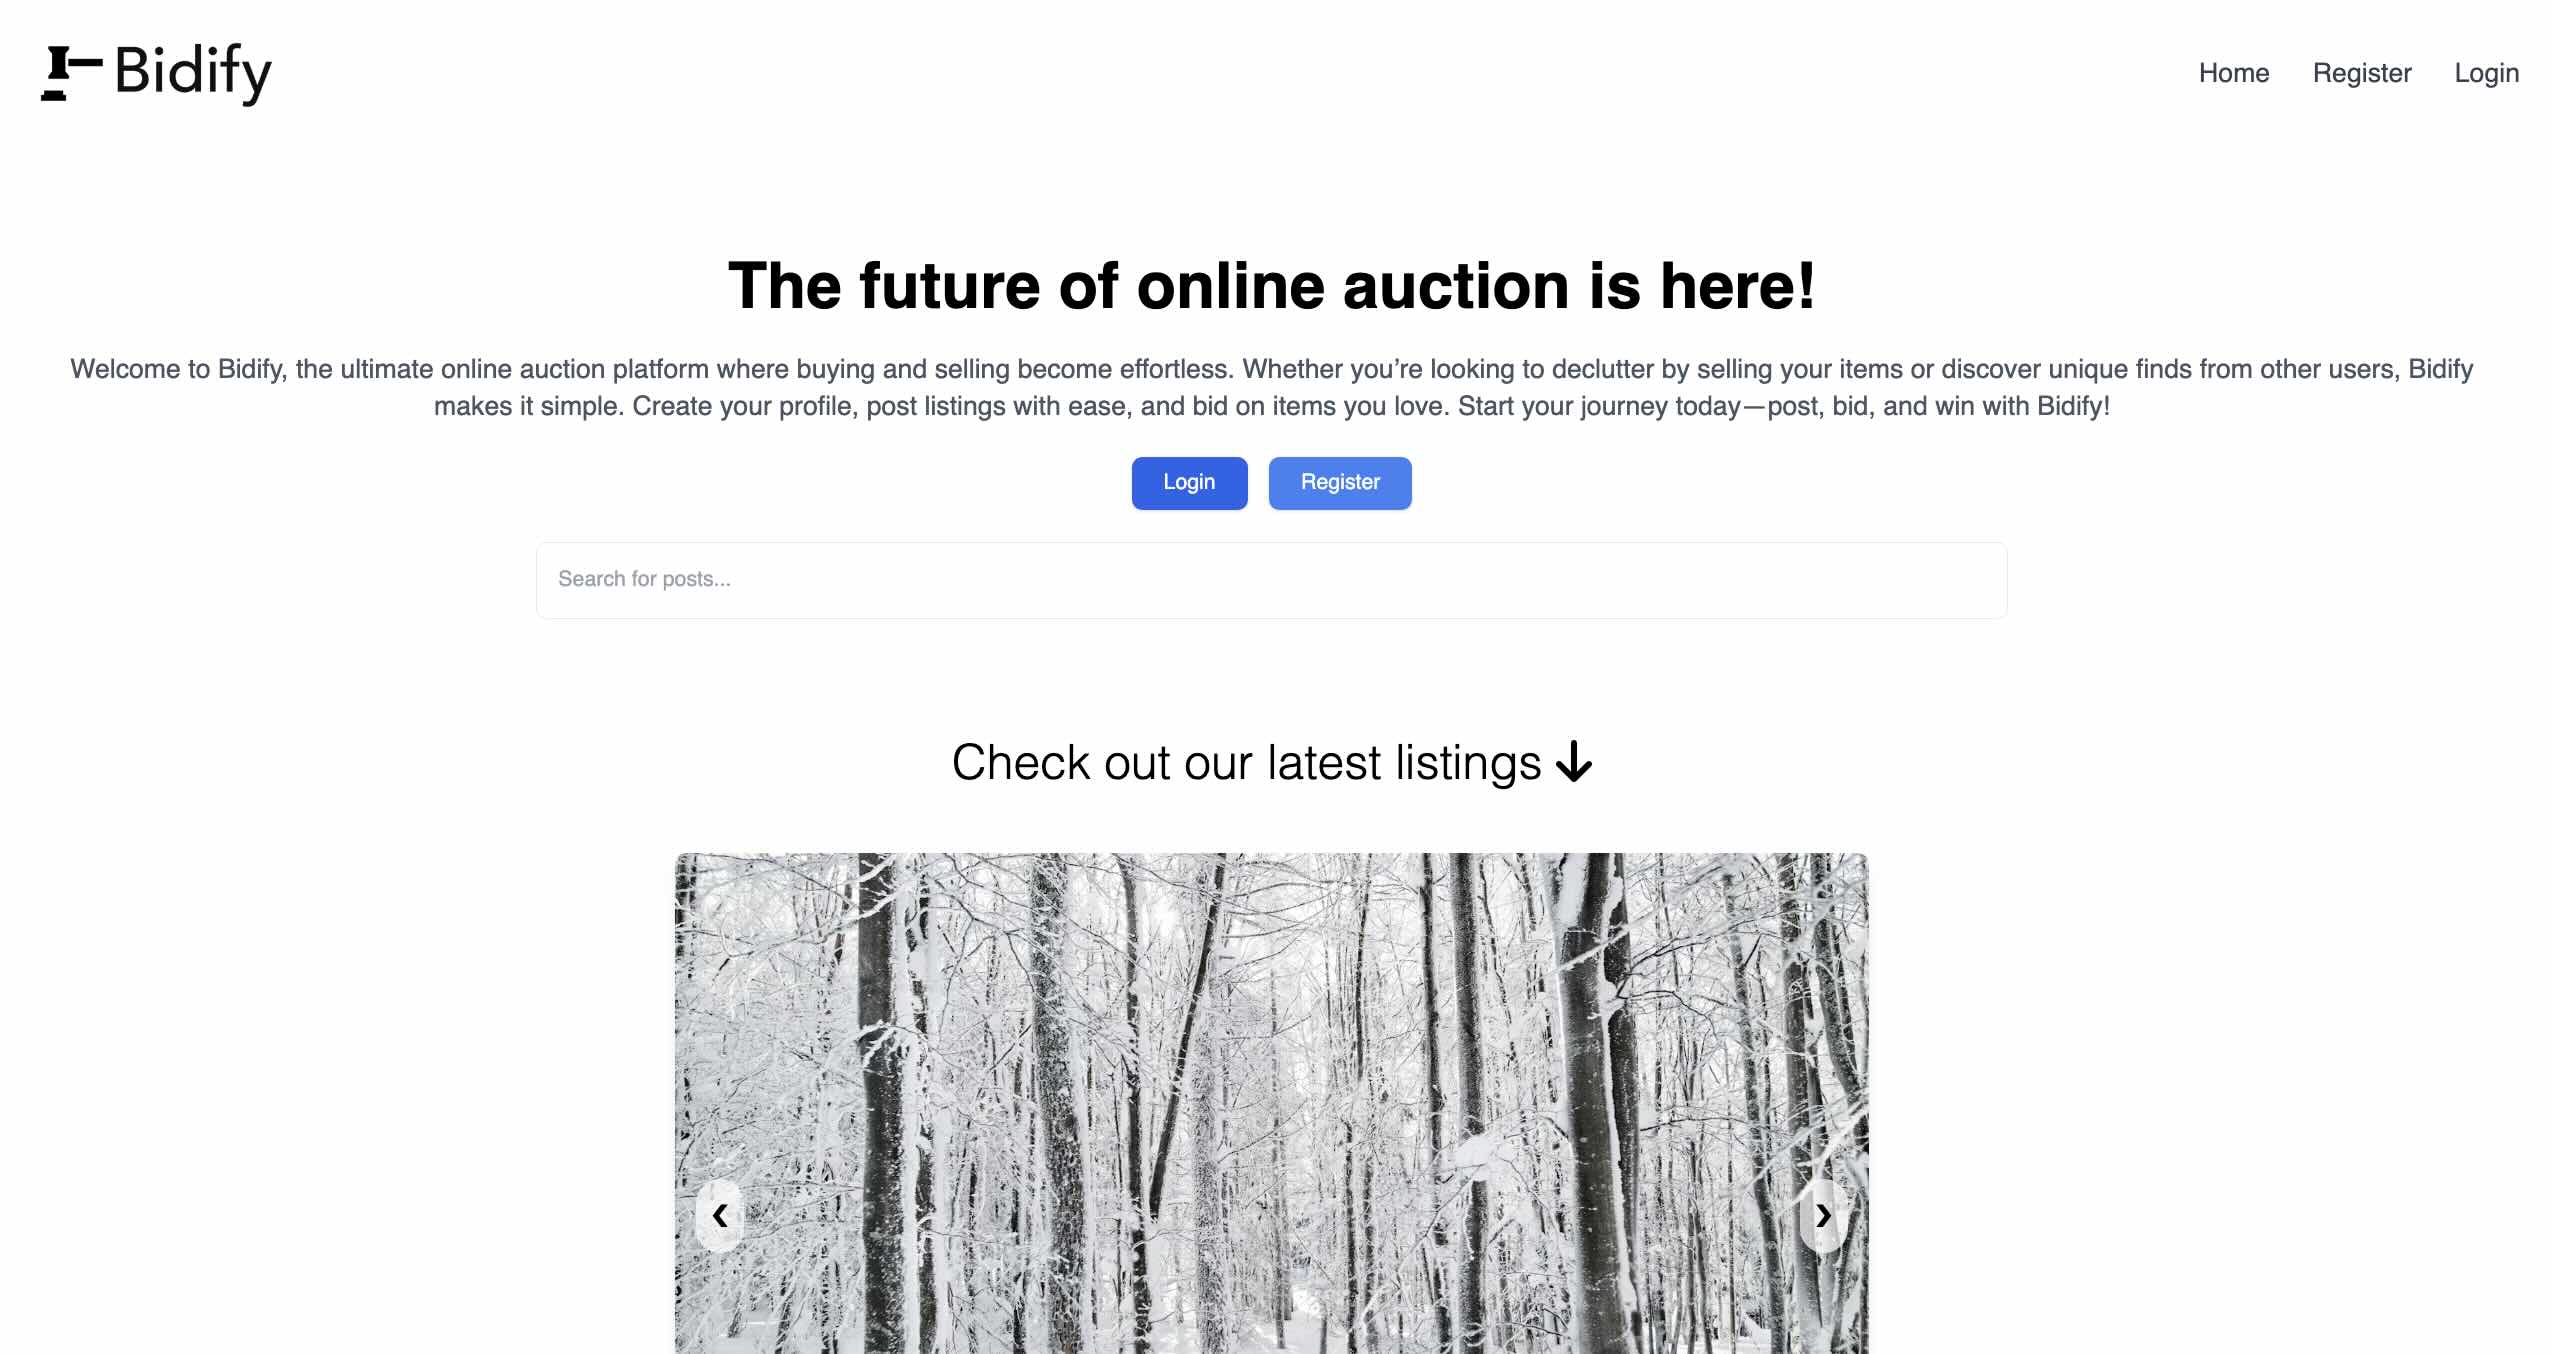 Bidify
Home Register Login
The future of online auction is here!
Welcome to Bidify, the ultimate online auction platform where buying and selling become effortless. Whether you’re looking to declutter by selling your items or discover unique finds from other users, Bidify
makes it simple. Create your profile, post listings with ease, and bid on items you love. Start your journey today—post, bid, and win with Bidify!
Login Register
Search for posts...
Check out our latest listings